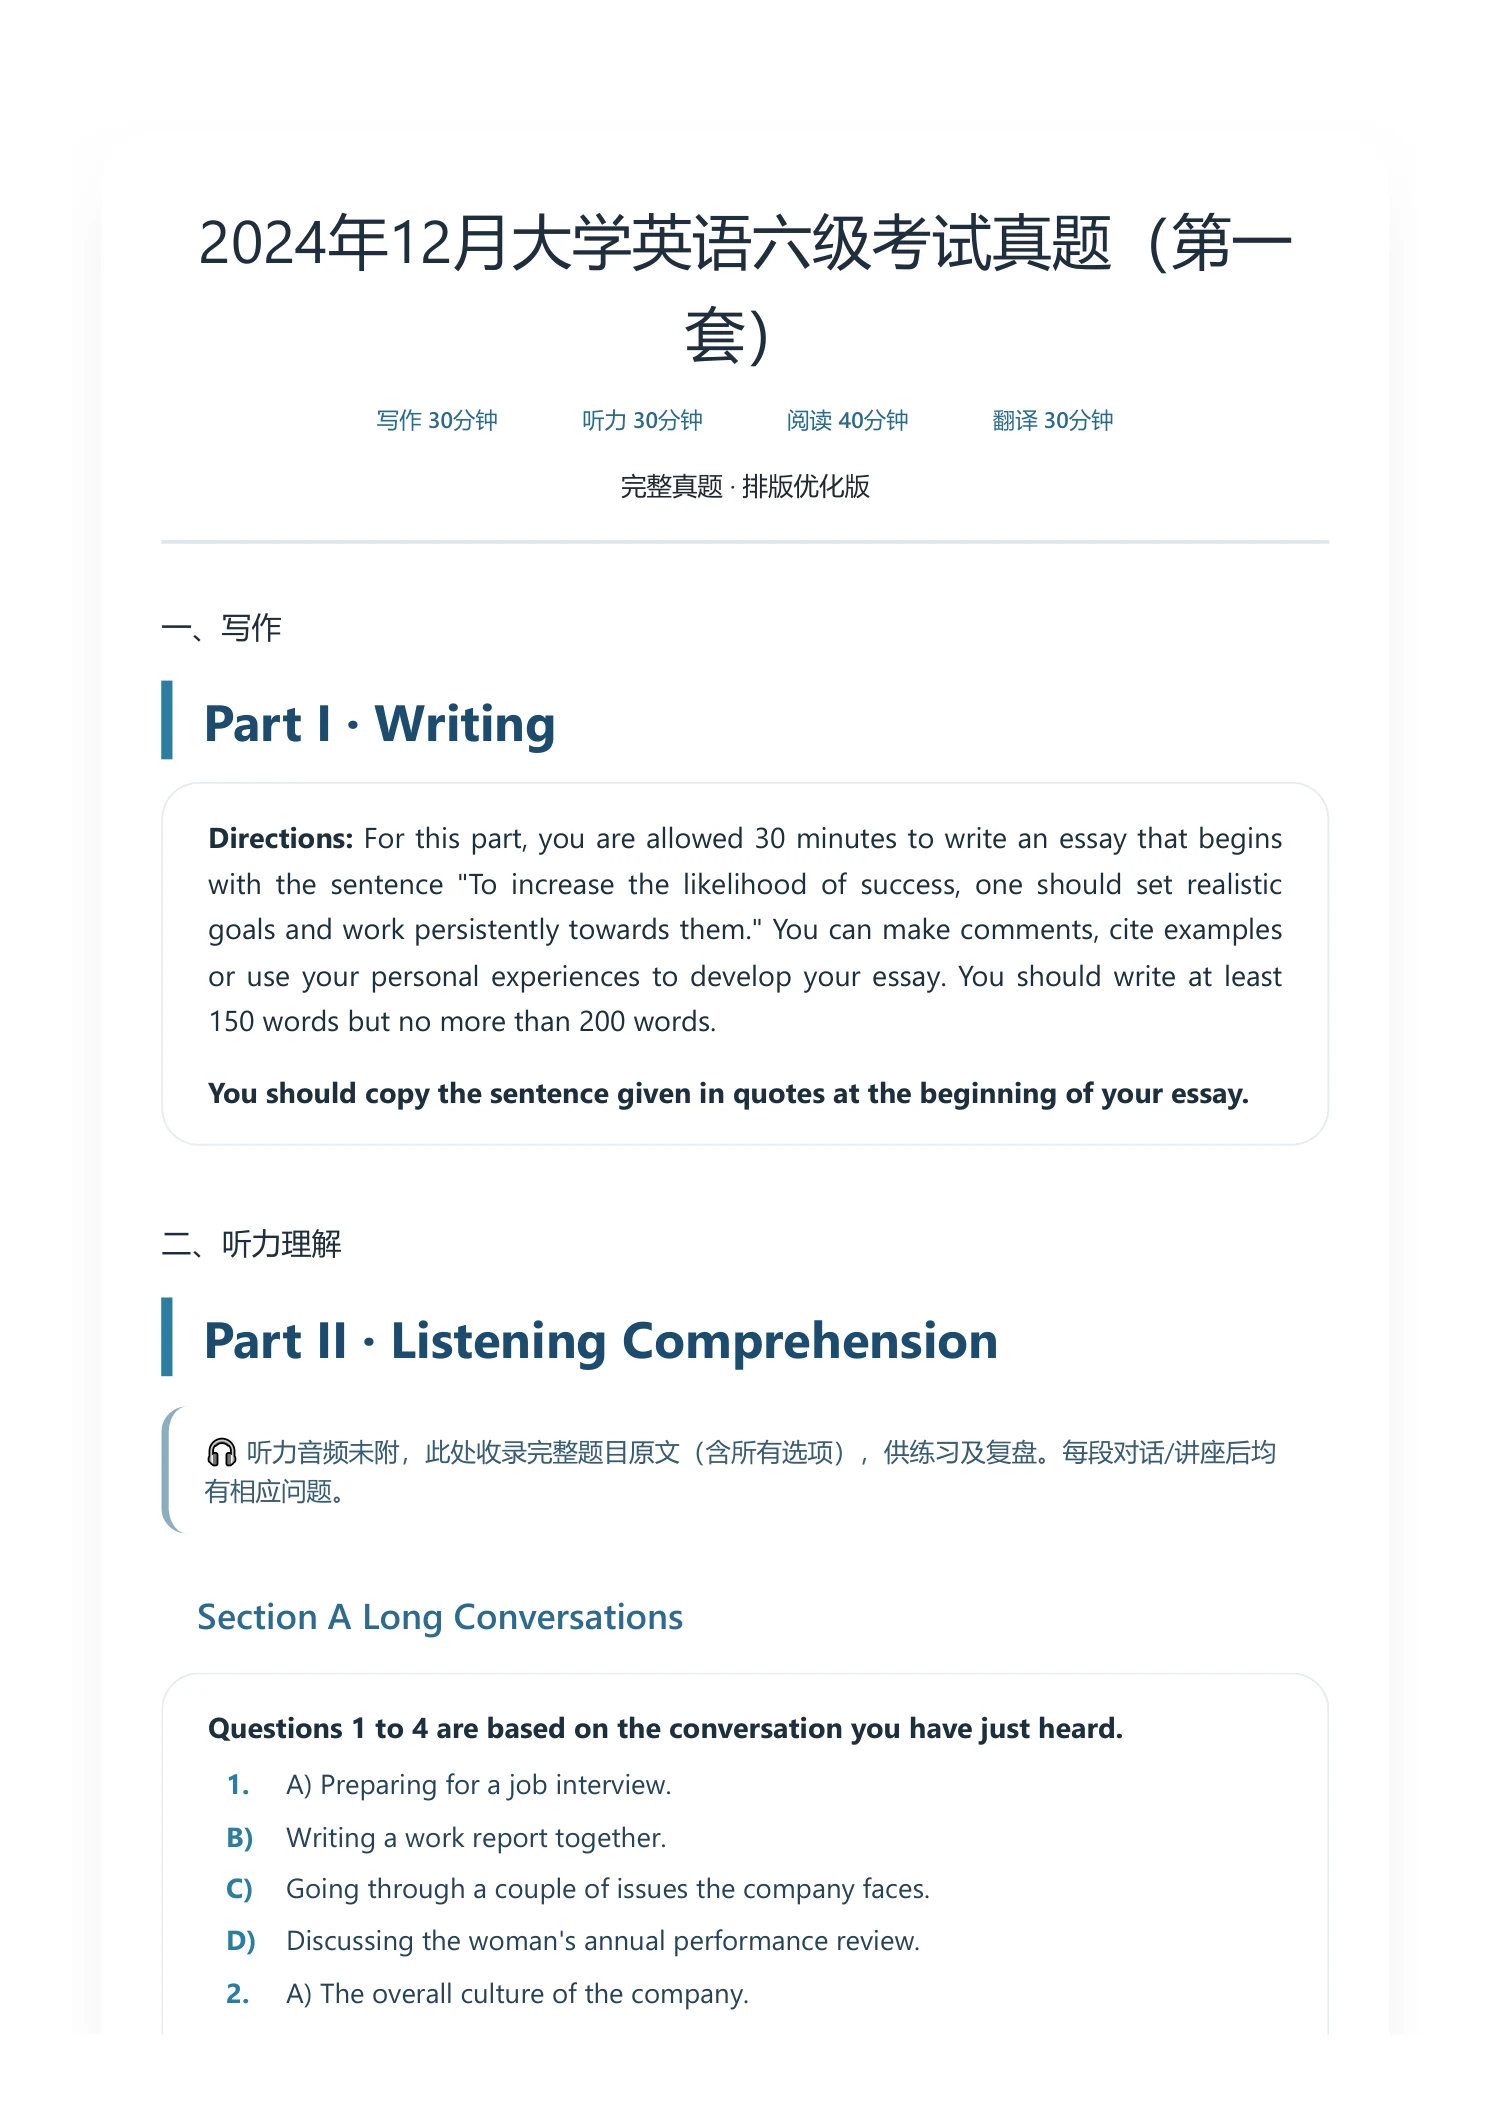 2024年12月大学英语六级考试真题（第一
套）
写作 30分钟 听力 30分钟 阅读 40分钟 翻译 30分钟
完整真题 · 排版优化版
一、写作
Part I · Writing
Directions: For this part, you are allowed 30 minutes to write an essay that begins
with the sentence "To increase the likelihood of success, one should set realistic
goals and work persistently towards them." You can make comments, cite examples
or use your personal experiences to develop your essay. You should write at least
150 words but no more than 200 words.
You should copy the sentence given in quotes at the beginning of your essay.
二、听力理解
Part II · Listening Comprehension
🎧 听力音频未附，此处收录完整题目原文（含所有选项），供练习及复盘。每段对话/讲座后均
有相应问题。
Section A Long Conversations
Questions 1 to 4 are based on the conversation you have just heard.
1. A) Preparing for a job interview.
B) Writing a work report together.
C) Going through a couple of issues the company faces.
D) Discussing the woman's annual performance review.
2. A) The overall culture of the company.